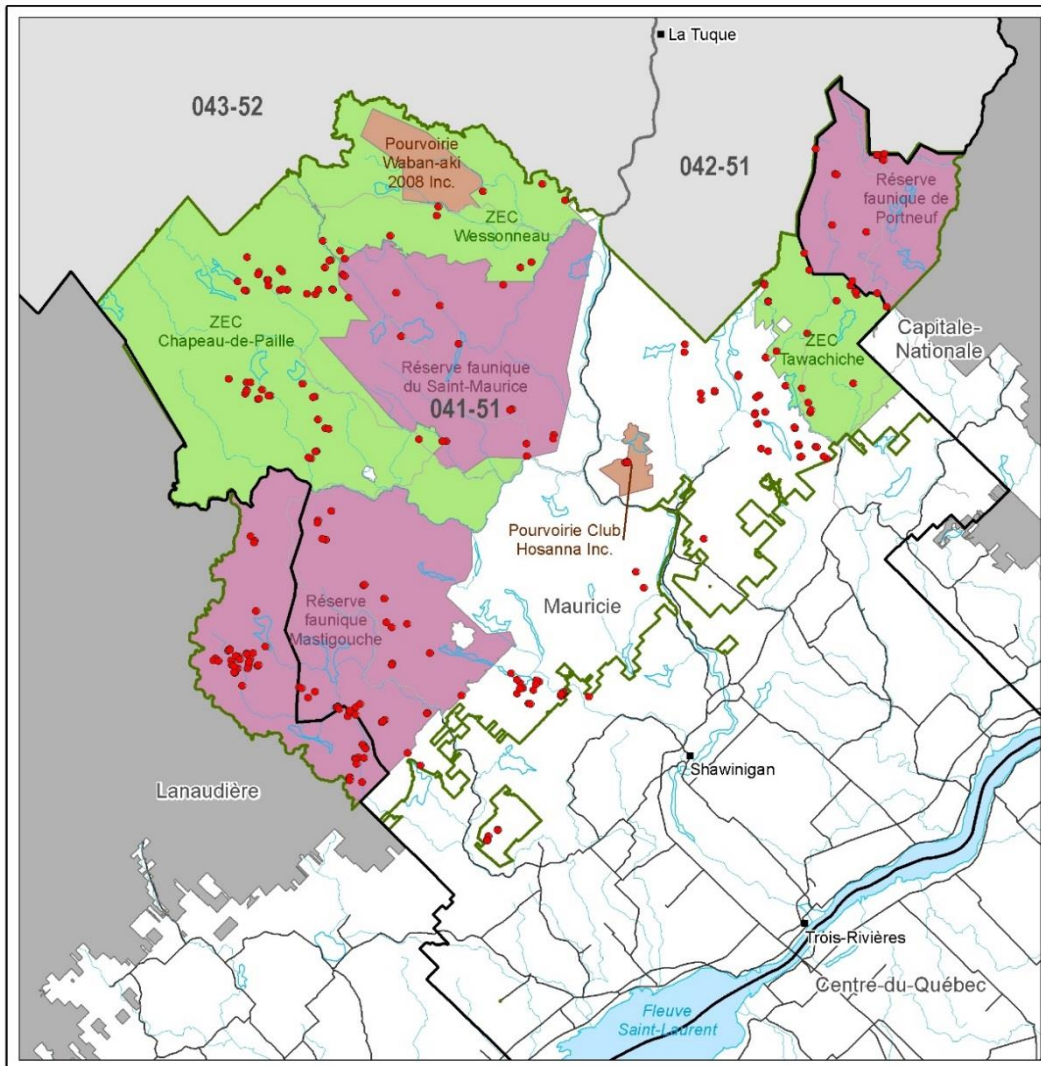 La Tuque
043-52
042-51
Pourvoirie
Waban-aki
2008 Inc.
Réserve
faunique de
Portneuf
ZEC
Wessonneau
ZEC
Chapeau-de-Paille
Capitale-
Nationale
ZEC
Tawachiche
Réserve faunique
du Saint-Maurice
041-51
Pourvoirie Club
Hosanna Inc.
Mauricie
Réserve
faunique
Mastigouche
Shawinigan
Lanaudière
Trois-Rivières
Centre-du-Québec
Fleuve
Saint-Laurent